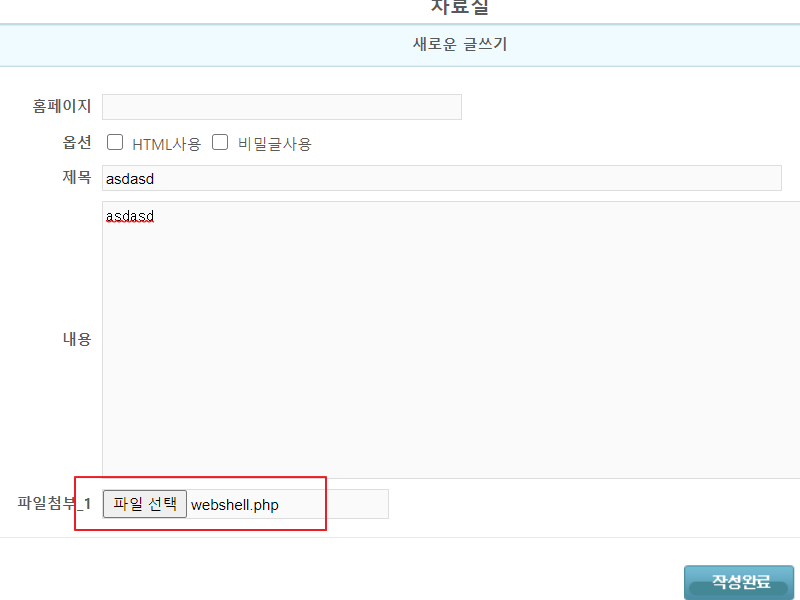 자료실
새로운 글쓰기
홈페이지
옵션 HTML사용 비밀글사용
제목 asdasd
asdasd
내용
파일첨부_1 파일 선택 webshell.php
작성완료